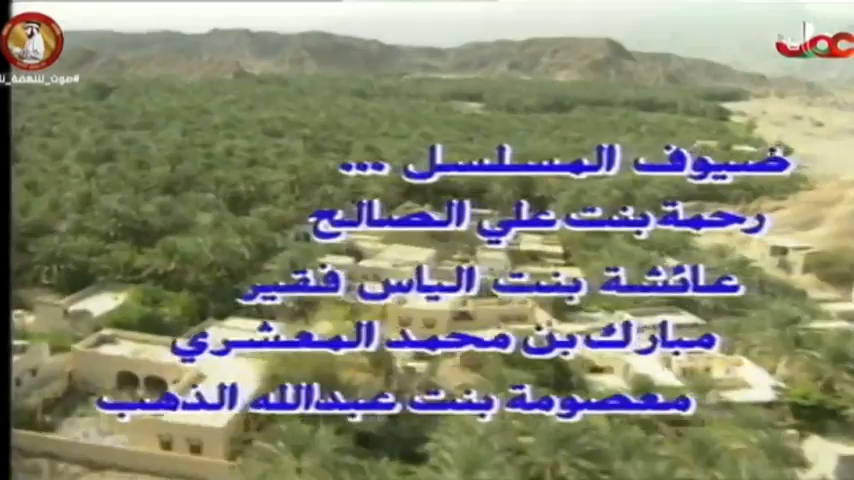 ضيوف المسلسل ...
رحمة بنت علي الصالح
عائشة بنت الياس فقير
مبارك بن محمد المعشري
معصومة بنت عبدالله الذهب